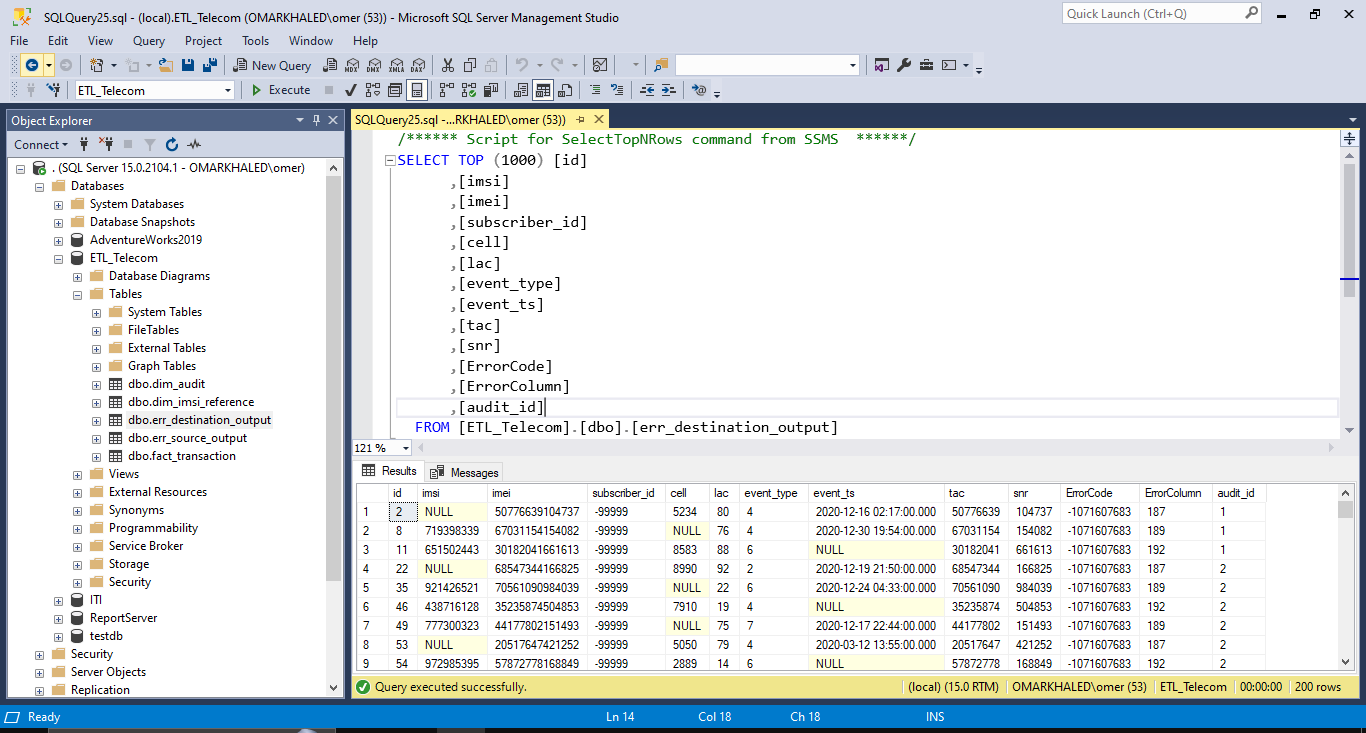 SQLQuery25.sql - (local).ETL_Telecom (OMARKHALED\omer (53)) - Microsoft SQL Server Management Studio
Quick Launch (Ctrl+Q)
File Edit View Query Project Tools Window Help
New Query MDX DMX XMLA DAX
ETL_Telecom Execute
Object Explorer
Connect
. (SQL Server 15.0.2104.1 - OMARKHALED\omer)
Databases
System Databases
Database Snapshots
AdventureWorks2019
ETL_Telecom
Database Diagrams
Tables
System Tables
FileTables
External Tables
Graph Tables
dbo.dim_audit
dbo.dim_imsi_reference
dbo.err_destination_output
dbo.err_source_output
dbo.fact_transaction
Views
External Resources
Synonyms
Programmability
Service Broker
Storage
Security
ITI
ReportServer
testdb
Security
Server Objects
Replication
SQLQuery25.sql -...RKHALED\omer (53))
/****** Script for SelectTopNRows command from SSMS ******/
SELECT TOP (1000) [id]
,[imsi]
,[imei]
,[subscriber_id]
,[cell]
,[lac]
,[event_type]
,[event_ts]
,[tac]
,[snr]
,[ErrorCode]
,[ErrorColumn]
,[audit_id]
FROM [ETL_Telecom].[dbo].[err_destination_output]
121 %
Results Messages
id imsi imei subscriber_id cell lac event_type event_ts tac snr ErrorCode ErrorColumn audit_id
1 2 NULL 50776639104737 -99999 5234 80 4 2020-12-16 02:17:00.000 50776639 104737 -1071607683 187 1
2 8 719398339 67031154154082 -99999 NULL 76 4 2020-12-30 19:54:00.000 67031154 154082 -1071607683 189 1
3 11 651502443 30182041661613 -99999 8583 88 6 NULL 30182041 661613 -1071607683 192 1
4 22 NULL 68547344166825 -99999 8990 92 2 2020-12-19 21:50:00.000 68547344 166825 -1071607683 187 2
5 35 921426521 70561090984039 -99999 NULL 22 6 2020-12-24 04:33:00.000 70561090 984039 -1071607683 189 2
6 46 438716128 35235874504853 -99999 7910 19 4 NULL 35235874 504853 -1071607683 192 2
7 49 777300323 44177802151493 -99999 NULL 75 7 2020-12-17 22:44:00.000 44177802 151493 -1071607683 189 2
8 53 NULL 20517647421252 -99999 5050 79 4 2020-03-12 13:55:00.000 20517647 421252 -1071607683 187 2
9 54 972985395 57872778168849 -99999 2889 14 6 NULL 57872778 168849 -1071607683 192 2
Query executed successfully. (local) (15.0 RTM) OMARKHALED\omer (53) ETL_Telecom 00:00:00 200 rows
Ready Ln 14 Col 18 Ch 18 INS